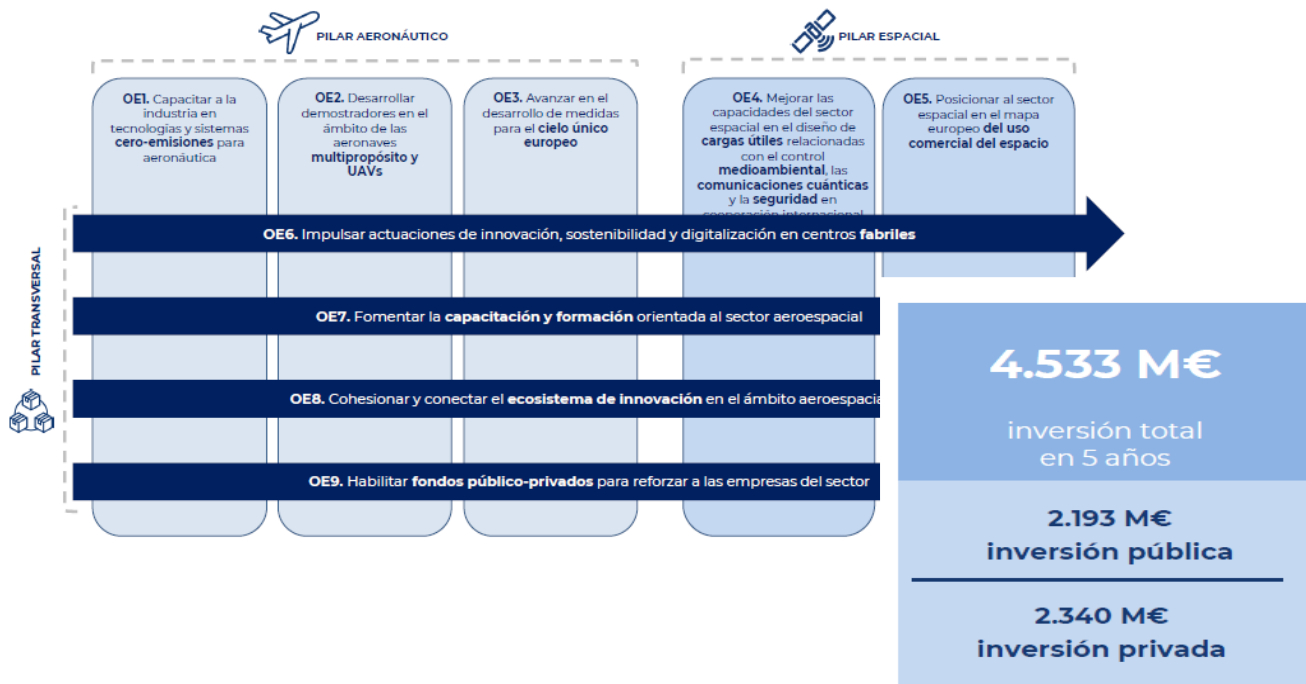 PILAR AERONÁUTICO
PILAR ESPACIAL
OE1. Capacitar a la
industria en
tecnologías y sistemas
cero-emisiones para
aeronáutica
OE2. Desarrollar
demostradores en el
ámbito de las
aeronaves
multipropósito y
UAVs
OE3. Avanzar en el
desarrollo de medidas
para el cielo único
europeo
OE4. Mejorar las
capacidades del sector
espacial en el diseño de
cargas útiles relacionadas
con el control
medioambiental, las
comunicaciones cuánticas
y la seguridad en
cooperación internacional
OE5. Posicionar al sector
espacial en el mapa
europeo del uso
comercial del espacio
PILAR TRANSVERSAL
OE6. Impulsar actuaciones de innovación, sostenibilidad y digitalización en centros fabriles
OE7. Fomentar la capacitación y formación orientada al sector aeroespacial
OE8. Cohesionar y conectar el ecosistema de innovación en el ámbito aeroespacia
OE9. Habilitar fondos público-privados para reforzar a las empresas del sector
4.533 M€
inversión total
en 5 años
2.193 M€
inversión pública
2.340 M€
inversión privada